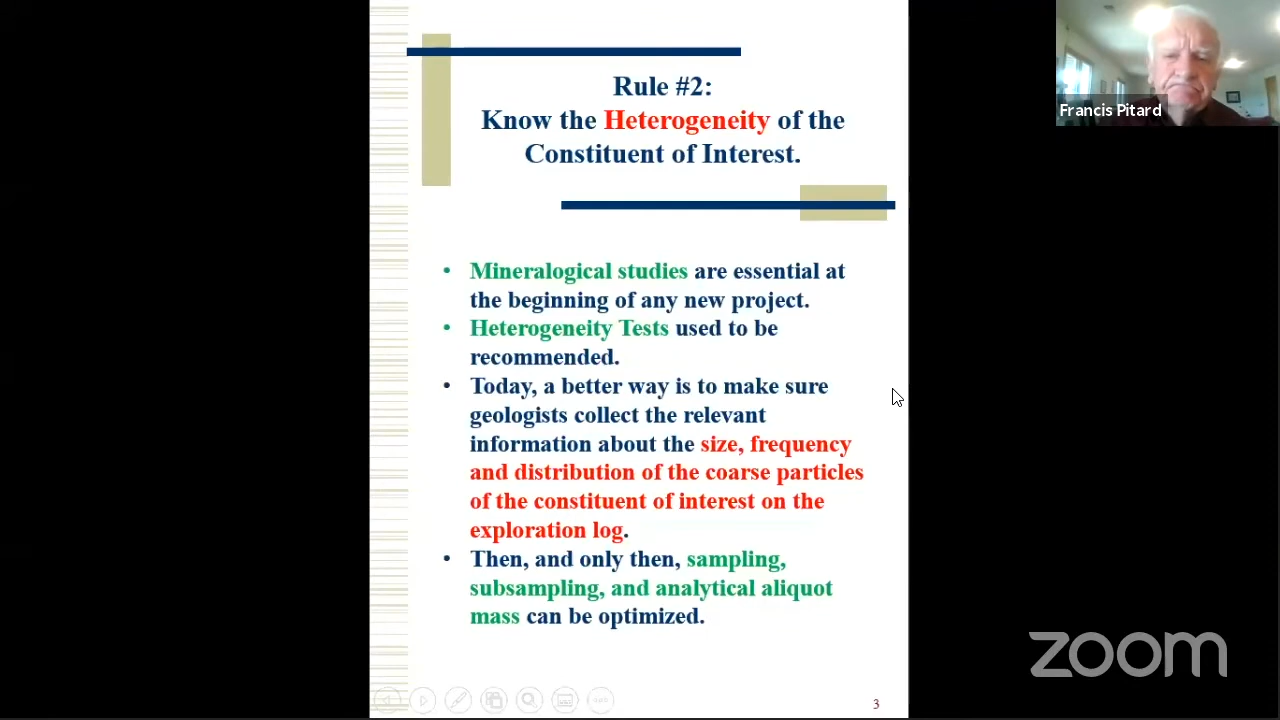 Rule #2:
Know the Heterogeneity of the
Constituent of Interest.
Francis Pitard
• Mineralogical studies are essential at
the beginning of any new project.
• Heterogeneity Tests used to be
recommended.
• Today, a better way is to make sure
geologists collect the relevant
information about the size, frequency
and distribution of the coarse particles
of the constituent of interest on the
exploration log.
• Then, and only then, sampling,
subsampling, and analytical aliquot
mass can be optimized.
zoom
3